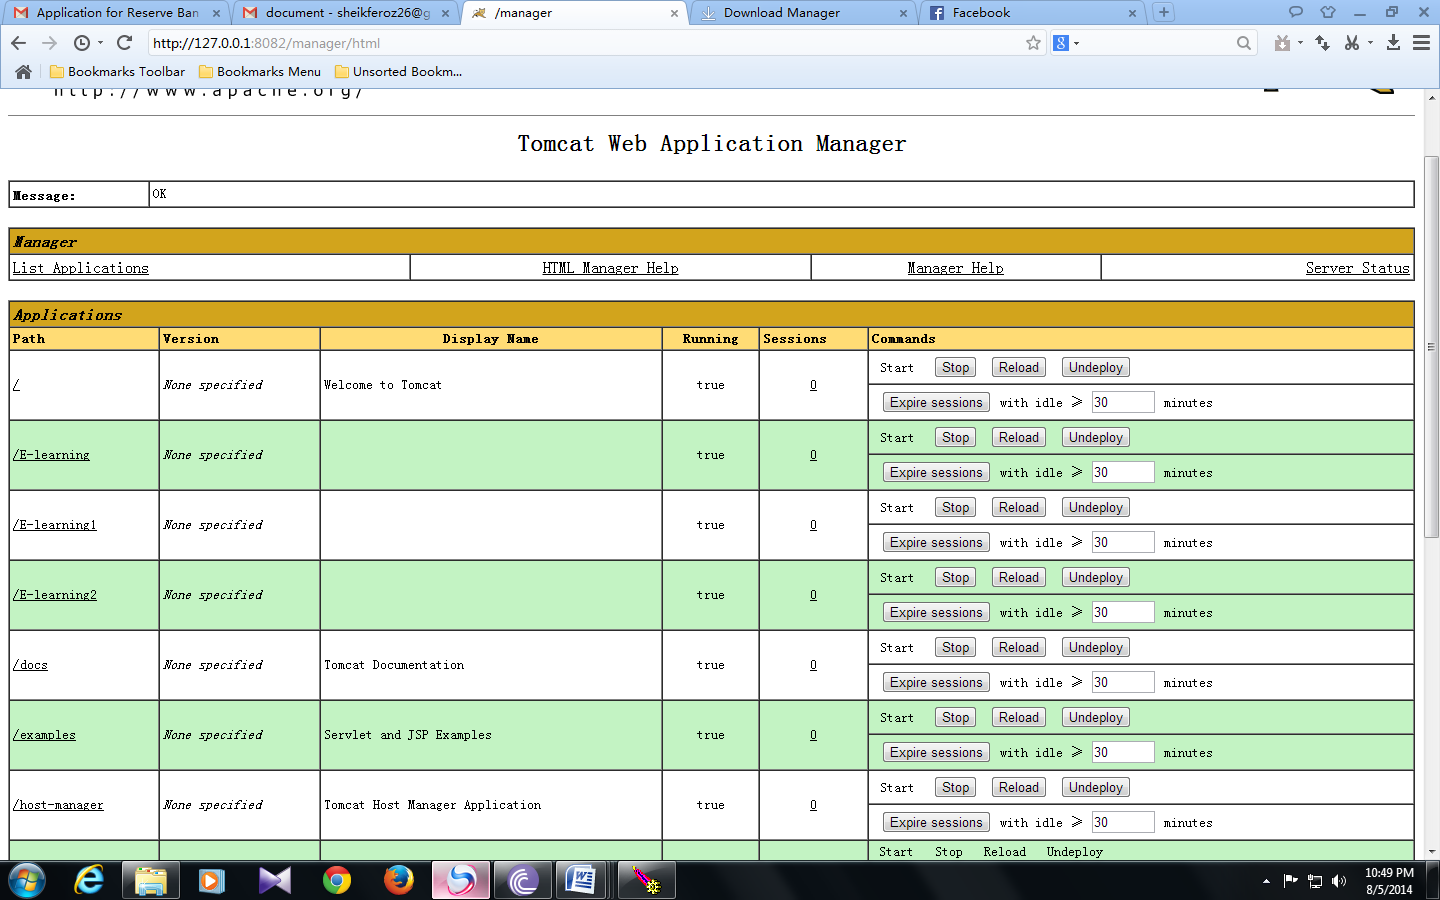 Application for Reserve Ban
document - sheikferoz26@g
/manager
Download Manager
Facebook
http://127.0.0.1:8082/manager/html
Bookmarks Toolbar
Bookmarks Menu
Unsorted Bookm...
http://www.apache.org/
Tomcat Web Application Manager
Message: OK
Manager
List Applications HTML Manager Help Manager Help Server Status
Applications
Path Version Display Name Running Sessions Commands
/ None specified Welcome to Tomcat true 0 Start Stop Reload Undeploy
Expire sessions with idle ≥ 30 minutes
/E-learning None specified true 0 Start Stop Reload Undeploy
Expire sessions with idle ≥ 30 minutes
/E-learning1 None specified true 0 Start Stop Reload Undeploy
Expire sessions with idle ≥ 30 minutes
/E-learning2 None specified true 0 Start Stop Reload Undeploy
Expire sessions with idle ≥ 30 minutes
/docs None specified Tomcat Documentation true 0 Start Stop Reload Undeploy
Expire sessions with idle ≥ 30 minutes
/examples None specified Servlet and JSP Examples true 0 Start Stop Reload Undeploy
Expire sessions with idle ≥ 30 minutes
/host-manager None specified Tomcat Host Manager Application true 0 Start Stop Reload Undeploy
Expire sessions with idle ≥ 30 minutes
Start Stop Reload Undeploy
10:49 PM
8/5/2014